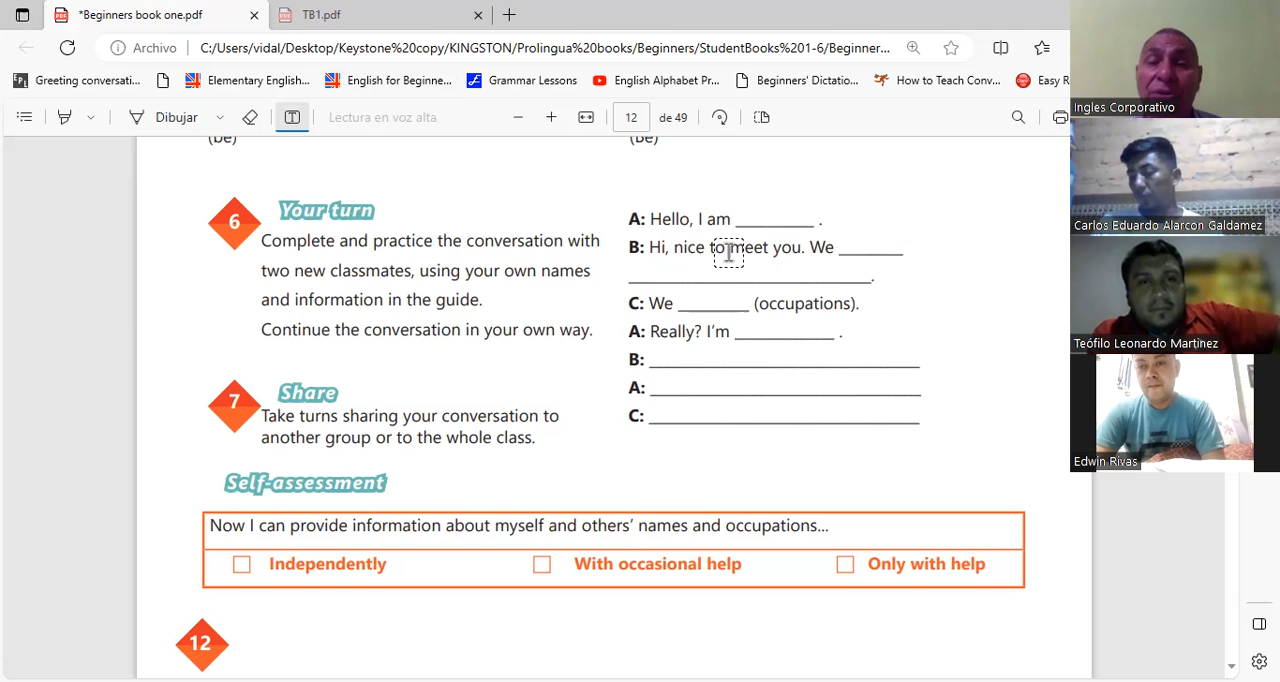 *Beginners book one.pdf
TB1.pdf
Archivo
C:/Users/vidal/Desktop/Keystone%20copy/KINGSTON/Prolingua%20books/Beginners/StudentBooks%201-6/Beginner...
Greeting conversati...
Elementary English...
English for Beginne...
Grammar Lessons
English Alphabet Pr...
Beginners' Dictatio...
How to Teach Conv...
Easy R
Dibujar
Lectura en voz alta
12
de 49
(be)
(be)
6
Your turn
Complete and practice the conversation with
two new classmates, using your own names
and information in the guide.
Continue the conversation in your own way.
A: Hello, I am ________ .
B: Hi, nice to meet you. We _______
__________________________.
C: We ________ (occupations).
A: Really? I'm ___________ .
B: _____________________________
A: _____________________________
C: _____________________________
7
Share
Take turns sharing your conversation to
another group or to the whole class.
Self-assessment
Now I can provide information about myself and others' names and occupations...
Independently
With occasional help
Only with help
12
Ingles Corporativo
Carlos Eduardo Alarcon Galdamez
Teófilo Leonardo Martinez
Edwin Rivas